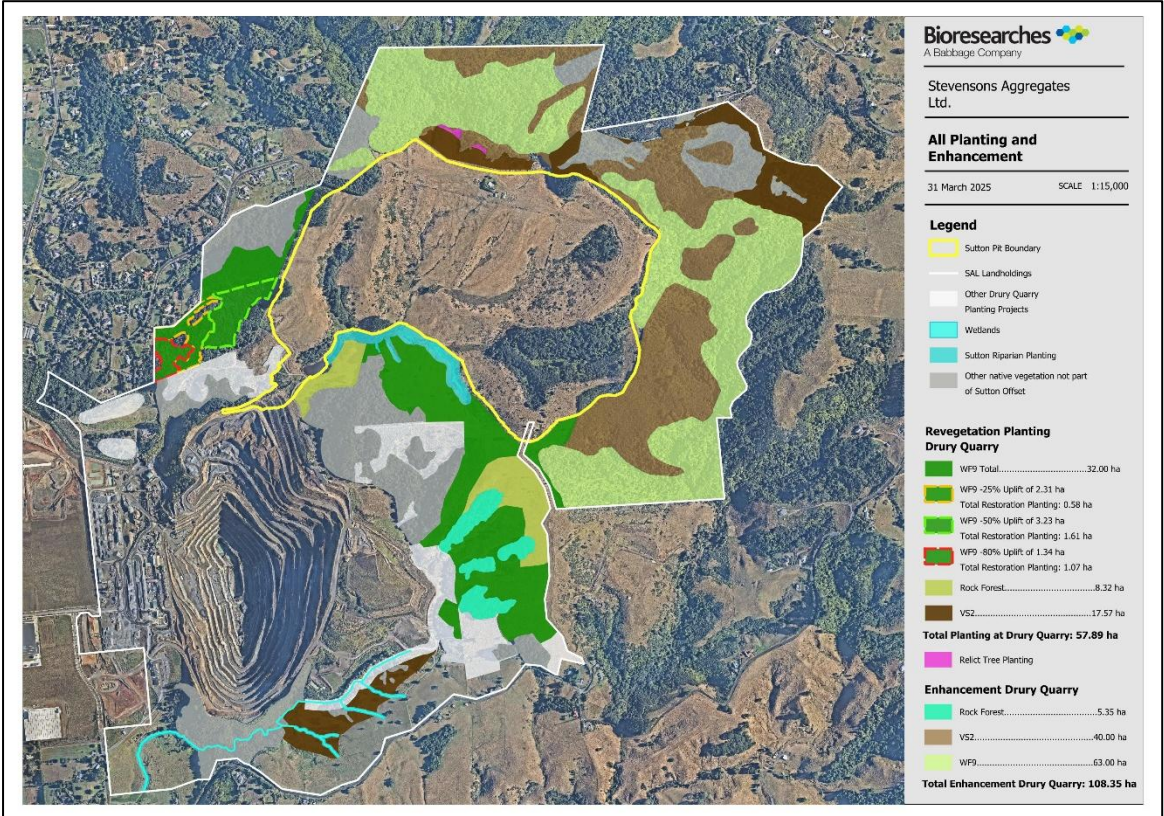 Bioresearches
A Babbage Company
Stevensons Aggregates
Ltd.
All Planting and
Enhancement
31 March 2025 SCALE 1:15,000
Legend
Sutton Pit Boundary
SAL Landholdings
Other Drury Quarry
Planting Projects
Wetlands
Sutton Riparian Planting
Other native vegetation not part
of Sutton Offset
Revegetation Planting
Drury Quarry
WF9 Total................................32.00 ha
WF9 -25% Uplift of 2.31 ha
Total Restoration Planting: 0.58 ha
WF9 -50% Uplift of 3.23 ha
Total Restoration Planting: 1.61 ha
WF9 -80% Uplift of 1.34 ha
Total Restoration Planting: 1.07 ha
Rock Forest............................8.32 ha
VS2........................................17.57 ha
Total Planting at Drury Quarry: 57.89 ha
Relict Tree Planting
Enhancement Drury Quarry
Rock Forest............................5.35 ha
VS2........................................40.00 ha
WF9.......................................63.00 ha
Total Enhancement Drury Quarry: 108.35 ha